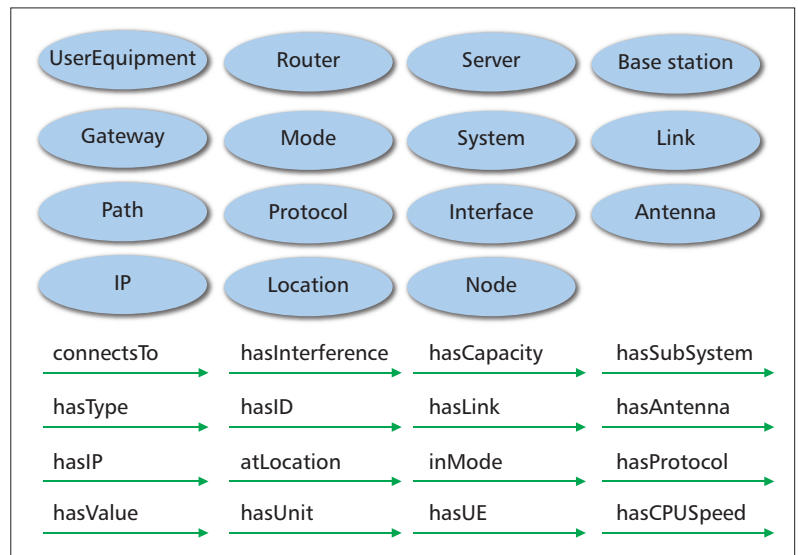 UserEquipment Router Server Base station
Gateway Mode System Link
Path Protocol Interface Antenna
IP Location Node
connectsTo hasInterference hasCapacity hasSubSystem
hasType hasID hasLink hasAntenna
hasIP atLocation inMode hasProtocol
hasValue hasUnit hasUE hasCPUSpeed